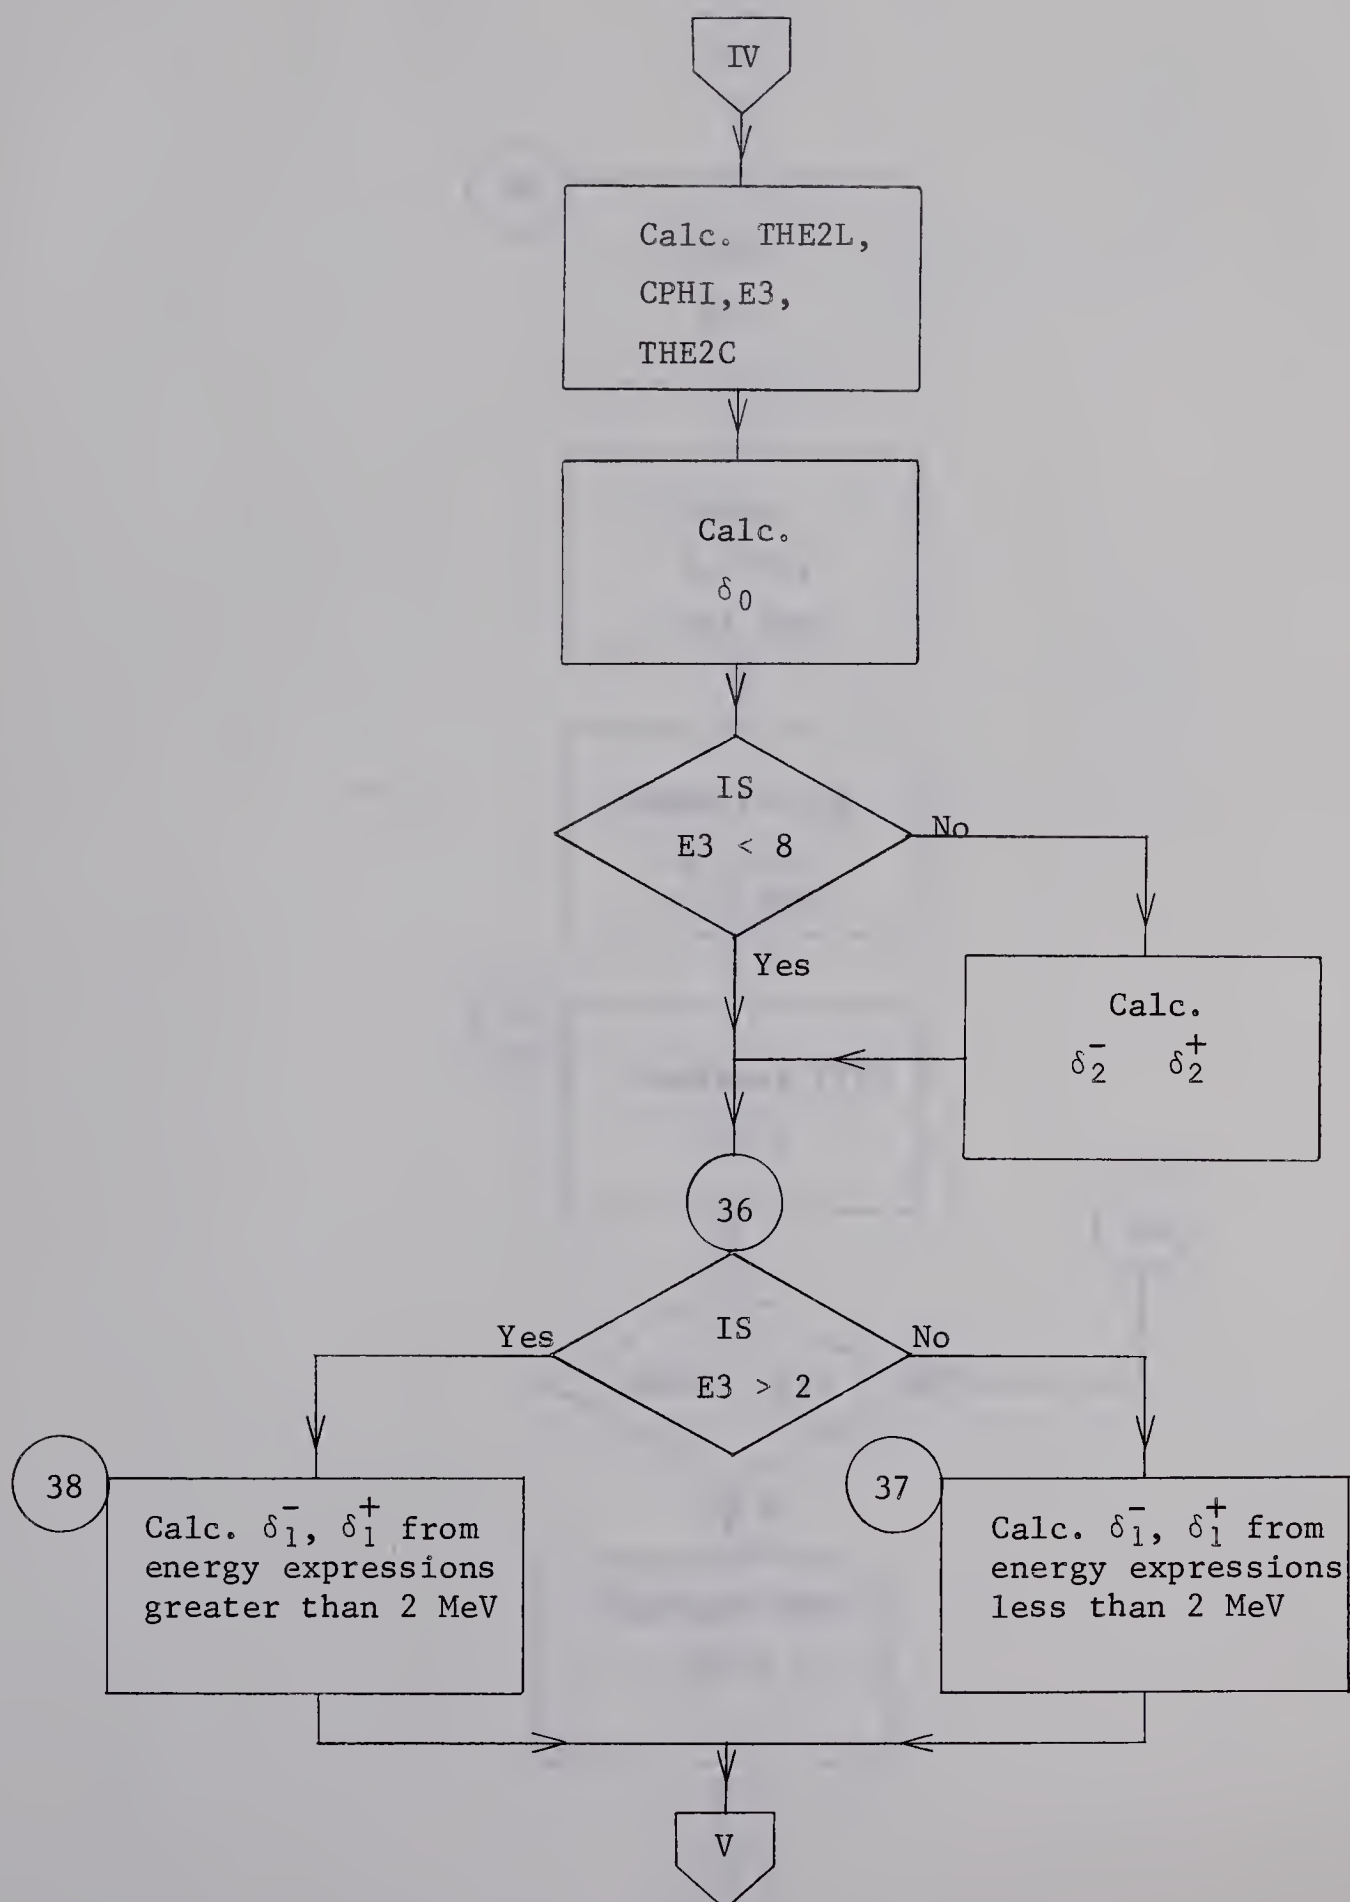 IV
Calc. THE2L,
CPHI,E3,
THE2C
Calc.
δ0
IS
E3 < 8
No
Yes
Calc.
δ2⁻ δ2⁺
36
IS
E3 > 2
Yes
No
38
Calc. δ1⁻, δ1⁺ from
energy expressions
greater than 2 MeV
37
Calc. δ1⁻, δ1⁺ from
energy expressions
less than 2 MeV
V